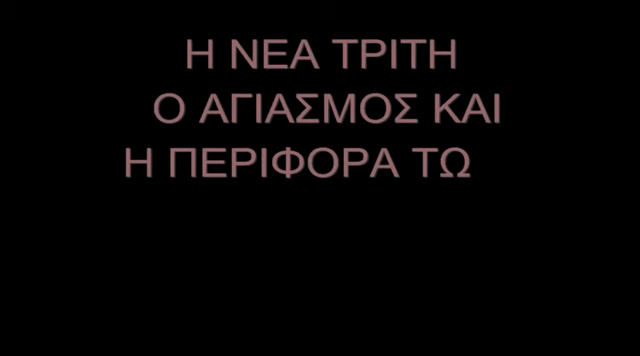 Η ΝΕΑ ΤΡΙΤΗ
Ο ΑΓΙΑΣΜΟΣ ΚΑΙ
Η ΠΕΡΙΦΟΡΑ ΤΩ